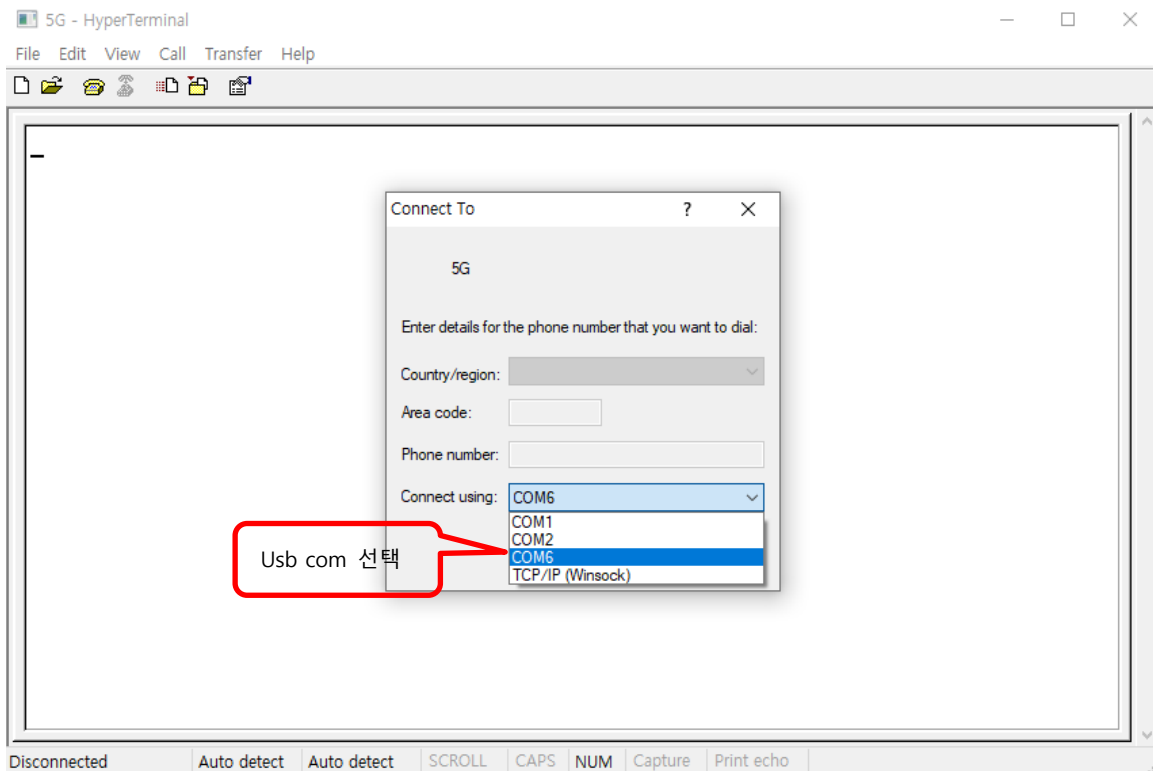 5G - HyperTerminal
File Edit View Call Transfer Help
Connect To ?
5G
Enter details for the phone number that you want to dial:
Country/region:
Area code:
Phone number:
Connect using: COM6
COM1
COM2
Usb com 선택
COM6
TCP/IP (Winsock)
Disconnected Auto detect Auto detect SCROLL CAPS NUM Capture Print echo